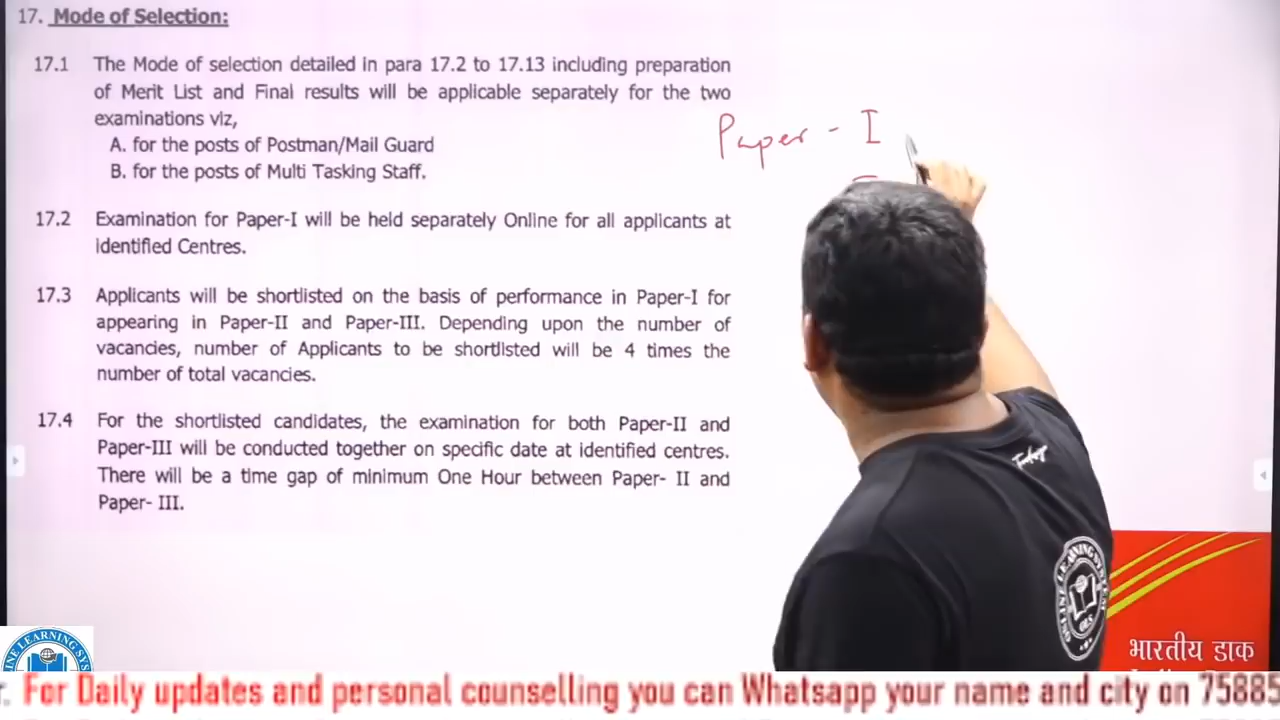 17. Mode of Selection:
17.1 The Mode of selection detailed in para 17.2 to 17.13 including preparation
of Merit List and Final results will be applicable separately for the two
examinations viz,
A. for the posts of Postman/Mail Guard
B. for the posts of Multi Tasking Staff.
17.2 Examination for Paper-I will be held separately Online for all applicants at
identified Centres.
17.3 Applicants will be shortlisted on the basis of performance in Paper-I for
appearing in Paper-II and Paper-III. Depending upon the number of
vacancies, number of Applicants to be shortlisted will be 4 times the
number of total vacancies.
17.4 For the shortlisted candidates, the examination for both Paper-II and
Paper-III will be conducted together on specific date at identified centres.
There will be a time gap of minimum One Hour between Paper- II and
Paper- III.
Paper - I
ONLINE LEARNING SYSTEM
OLS
भारतीय डाक
r. For Daily updates and personal counselling you can Whatsapp your name and city on 75885